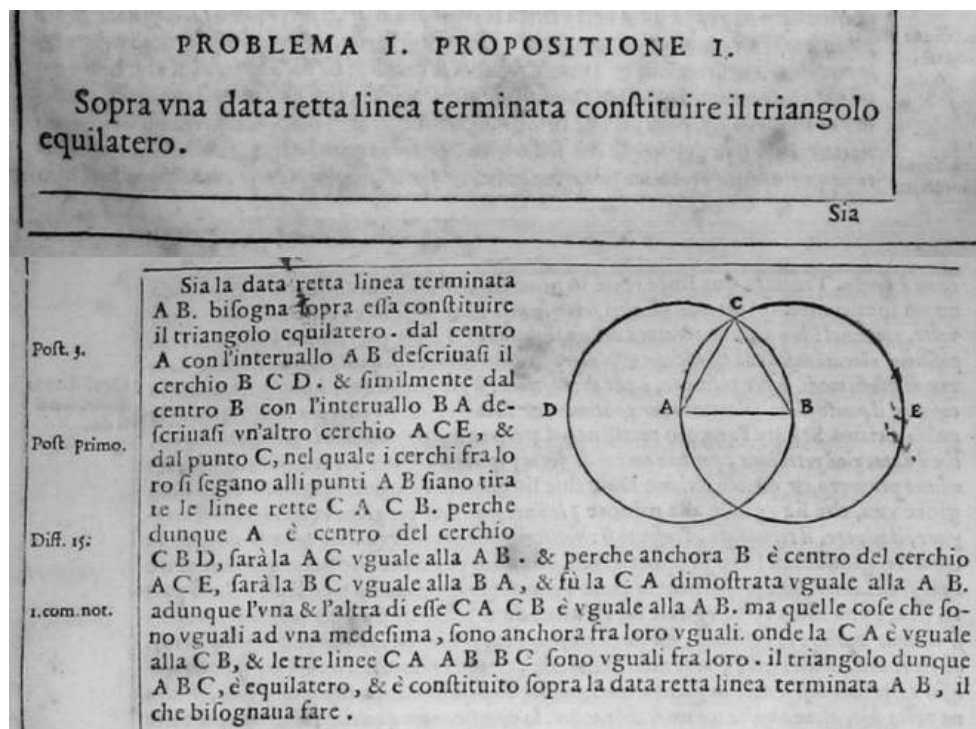 PROBLEMA I. PROPOSITIONE I.
Sopra vna data retta linea terminata conſtituire il triangolo
equilatero.
Sia
Sia la data retta linea terminata
A B. biſogna ſopra eſſa conſtituire
il triangolo equilatero. dal centro
Poſt. 3.
A con l'interuallo A B deſcriuaſi il
cerchio B C D. & ſimilmente dal
centro B con l'interuallo B A de-
Poſt primo.
ſcriuaſi vn'altro cerchio A C E, &
dal punto C, nel quale i cerchi fra lo
ro ſi ſegano alli punti A B ſiano tira
te le linee rette C A C B. perche
Diff. 15:
dunque A è centro del cerchio
C
D A B E
C B D, ſarà la A C vguale alla A B. & perche anchora B è centro del cerchio
A C E, ſarà la B C vguale alla B A, & fù la C A dimoſtrata vguale alla A B.
1.com.not.
adunque l'vna & l'altra di eſſe C A C B è vguale alla A B. ma quelle coſe che ſo-
no vguali ad vna medeſima, ſono anchora fra loro vguali. onde la C A è vguale
alla C B, & le tre linee C A A B B C ſono vguali fra loro. il triangolo dunque
A B C, è equilatero, & è conſtituito ſopra la data retta linea terminata A B, il
che biſognaua fare.